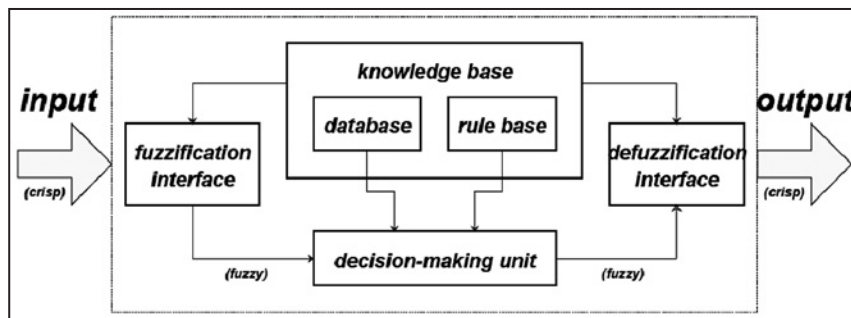 knowledge base
input
output
database
rule base
fuzzification
interface
defuzzification
interface
(crisp)
(crisp)
decision-making unit
(fuzzy)
(fuzzy)